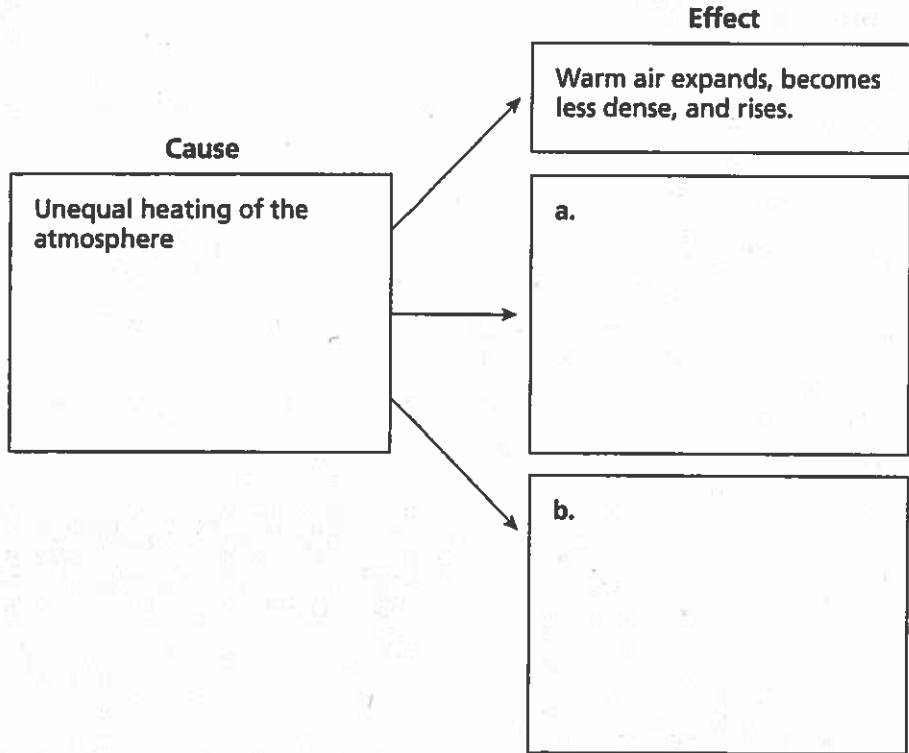 Effect
Warm air expands, becomes
less dense, and rises.
Cause
Unequal heating of the
atmosphere
a.
b.